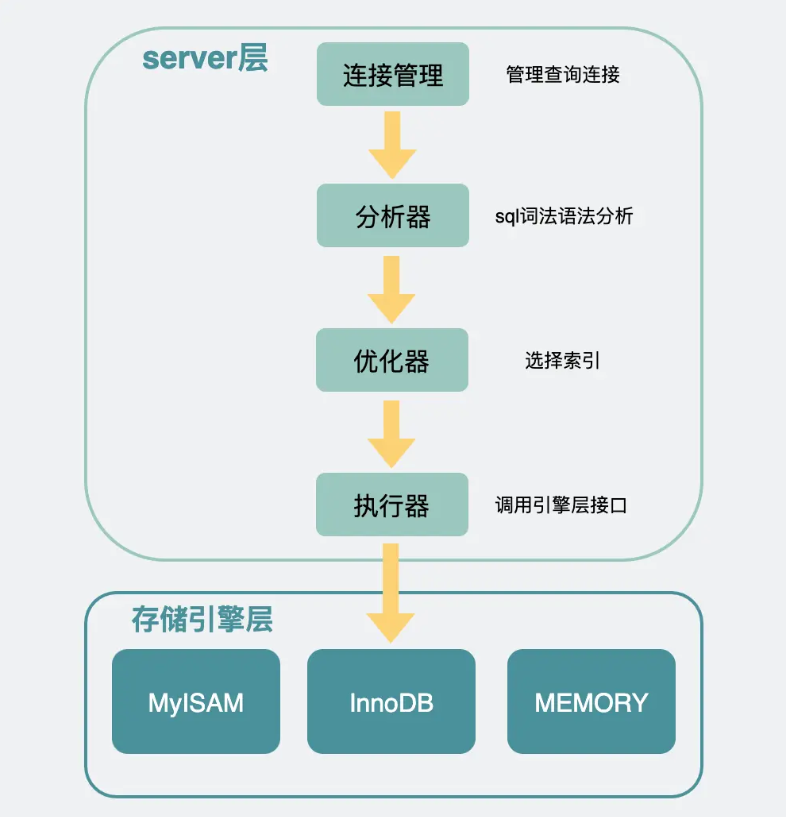 server层
连接管理
管理查询连接
分析器
sql词法语法分析
优化器
选择索引
执行器
调用引擎层接口
存储引擎层
MyISAM
InnoDB
MEMORY